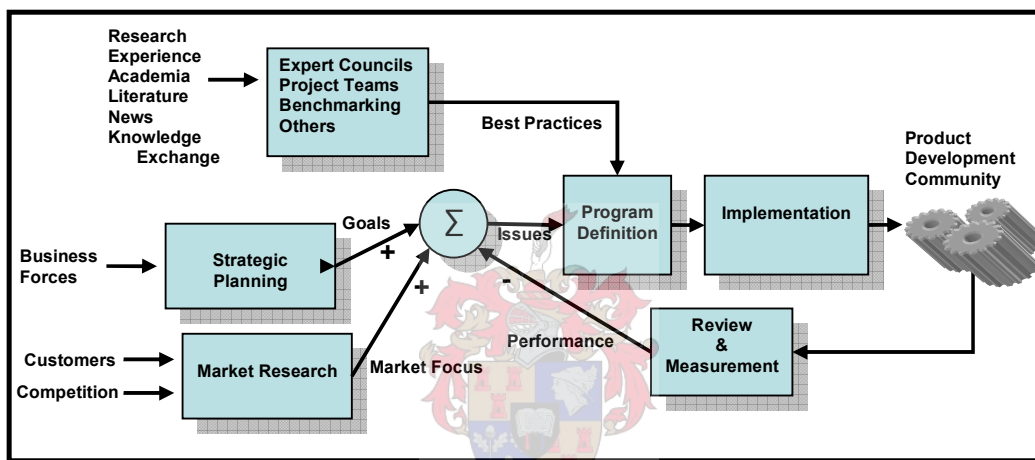 Research
Experience
Academia
Literature
News
Knowledge
Exchange
Expert Councils
Project Teams
Benchmarking
Others
Best Practices
Product
Development
Community
Business
Forces
Strategic
Planning
Goals
+
Σ
Issues
Program
Definition
Implementation
Customers
Competition
Market Research
+
Market Focus
-
Performance
Review
&
Measurement